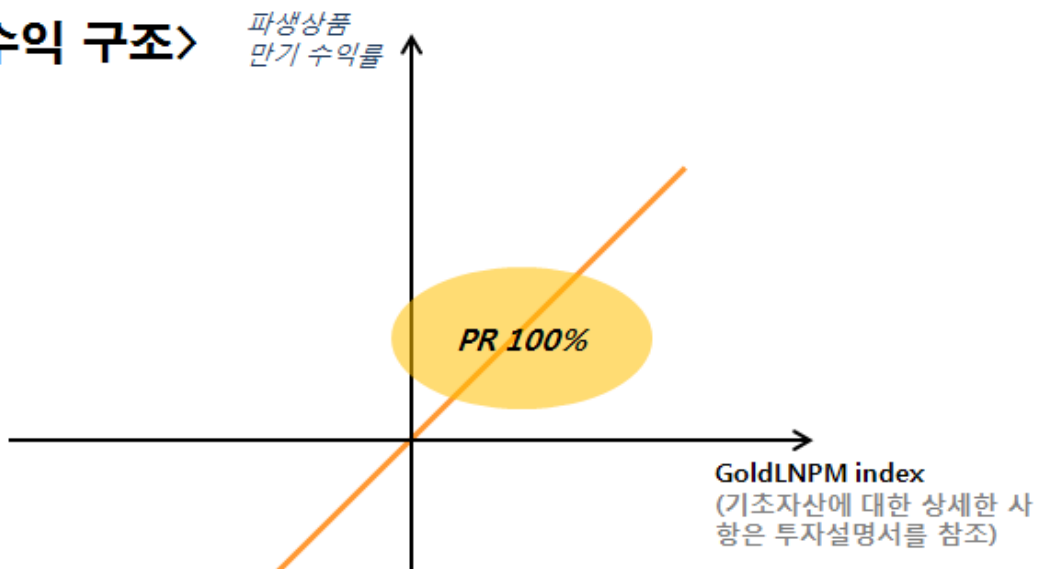 수익 구조>
파생상품
만기 수익률
PR 100%
GoldLNPM index
(기초자산에 대한 상세한 사
항은 투자설명서를 참조)